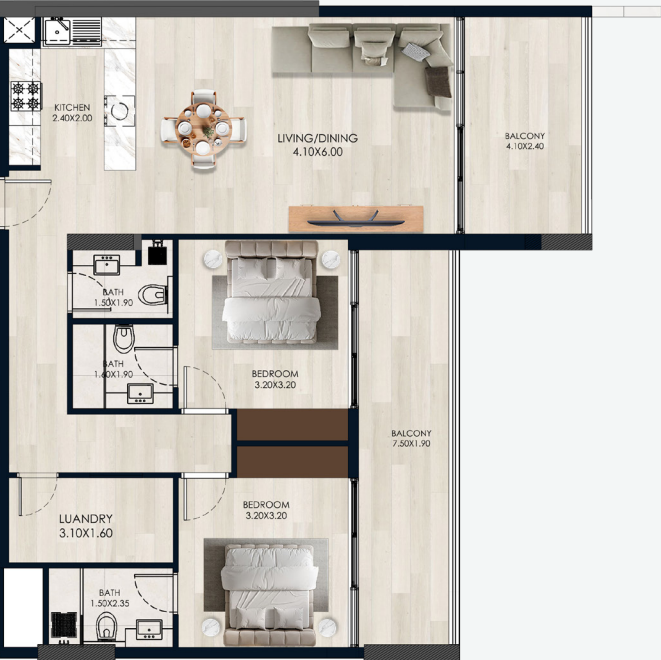 KITCHEN
2.40X2.00
LIVING/DINING
4.10X6.00
BALCONY
4.10X2.40
BATH
1.50X1.90
BATH
1.60X1.90
BEDROOM
3.20X3.20
BALCONY
7.50X1.90
BEDROOM
3.20X3.20
LUANDRY
3.10X1.60
BATH
1.50X2.35